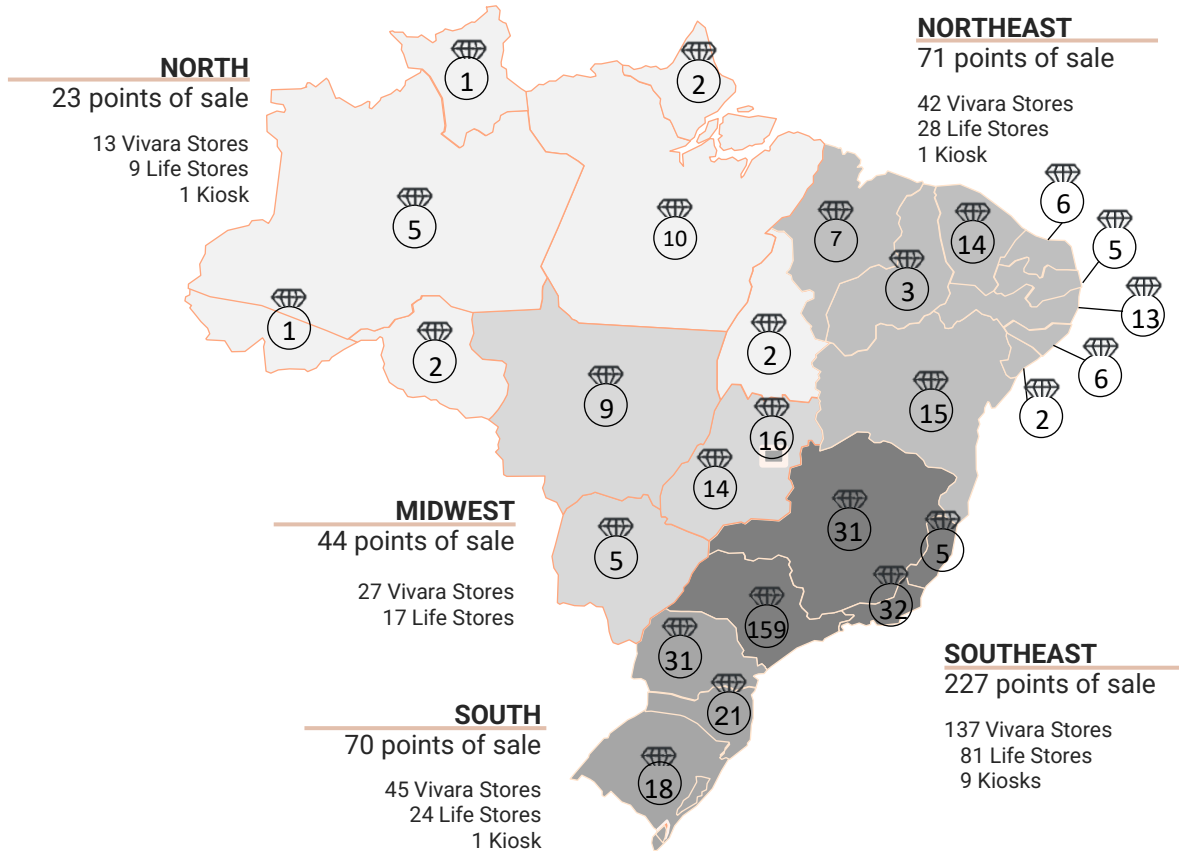 NORTH
23 points of sale
13 Vivara Stores
9 Life Stores
1 Kiosk
NORTHEAST
71 points of sale
42 Vivara Stores
28 Life Stores
1 Kiosk
1
2
5
10
7
3
14
6
5
13
6
2
15
1
2
2
9
16
14
5
MIDWEST
44 points of sale
27 Vivara Stores
17 Life Stores
31
5
32
159
SOUTHEAST
227 points of sale
137 Vivara Stores
81 Life Stores
9 Kiosks
31
21
18
SOUTH
70 points of sale
45 Vivara Stores
24 Life Stores
1 Kiosk